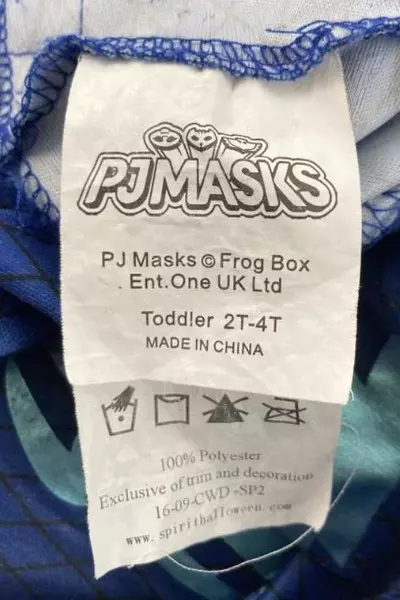 PJMASKS
PJ Masks © Frog Box
. Ent.One UK Ltd
Toddler 2T-4T
MADE IN CHINA
100% Polyester
Exclusive of trim and decoration
16-09-CWD -SP2
www.spirithalloween.com